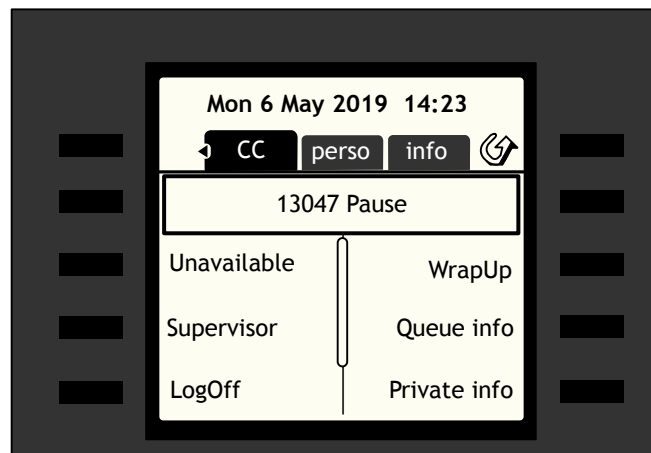 Mon 6 May 2019 14:23
CC perso info
13047 Pause
Unavailable WrapUp
Supervisor Queue info
LogOff Private info